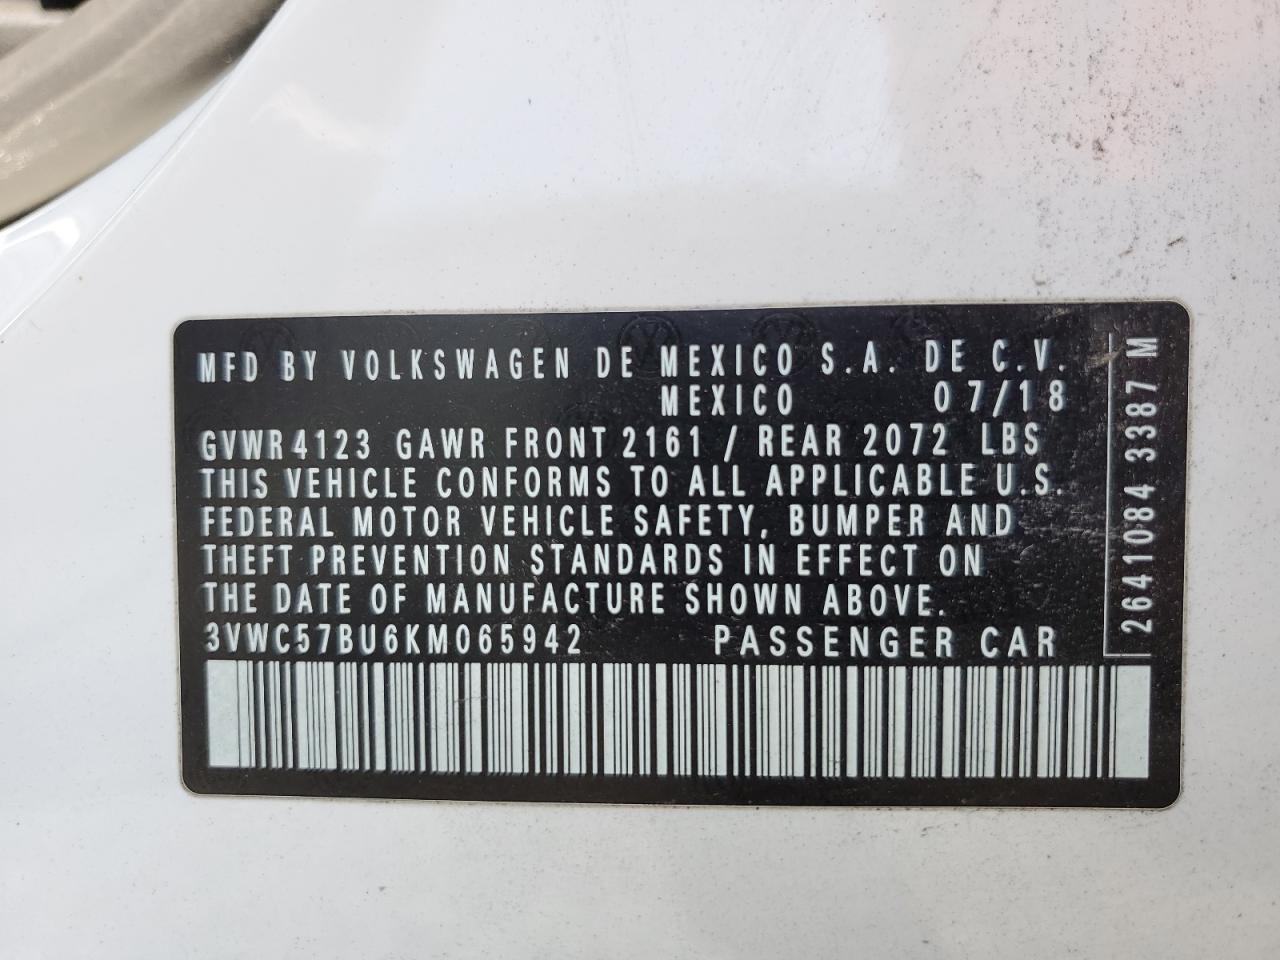 MFD BY VOLKSWAGEN DE MEXICO S.A. DE C.V.
MEXICO 07/18
GVWR 4123 GAWR FRONT 2161 / REAR 2072 LBS
THIS VEHICLE CONFORMS TO ALL APPLICABLE U.S.
FEDERAL MOTOR VEHICLE SAFETY, BUMPER AND
THEFT PREVENTION STANDARDS IN EFFECT ON
THE DATE OF MANUFACTURE SHOWN ABOVE.
3VWC57BU6KM065942 PASSENGER CAR
2641084 3387 M